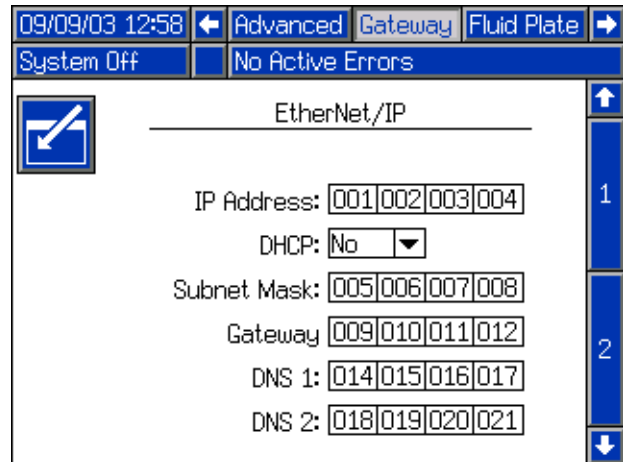 09/09/03 12:58 Advanced Gateway Fluid Plate
System Off No Active Errors
EtherNet/IP
IP Address: 001 002 003 004
1
DHCP: No
Subnet Mask: 005 006 007 008
Gateway 009 010 011 012
2
DNS 1: 014 015 016 017
DNS 2: 018 019 020 021